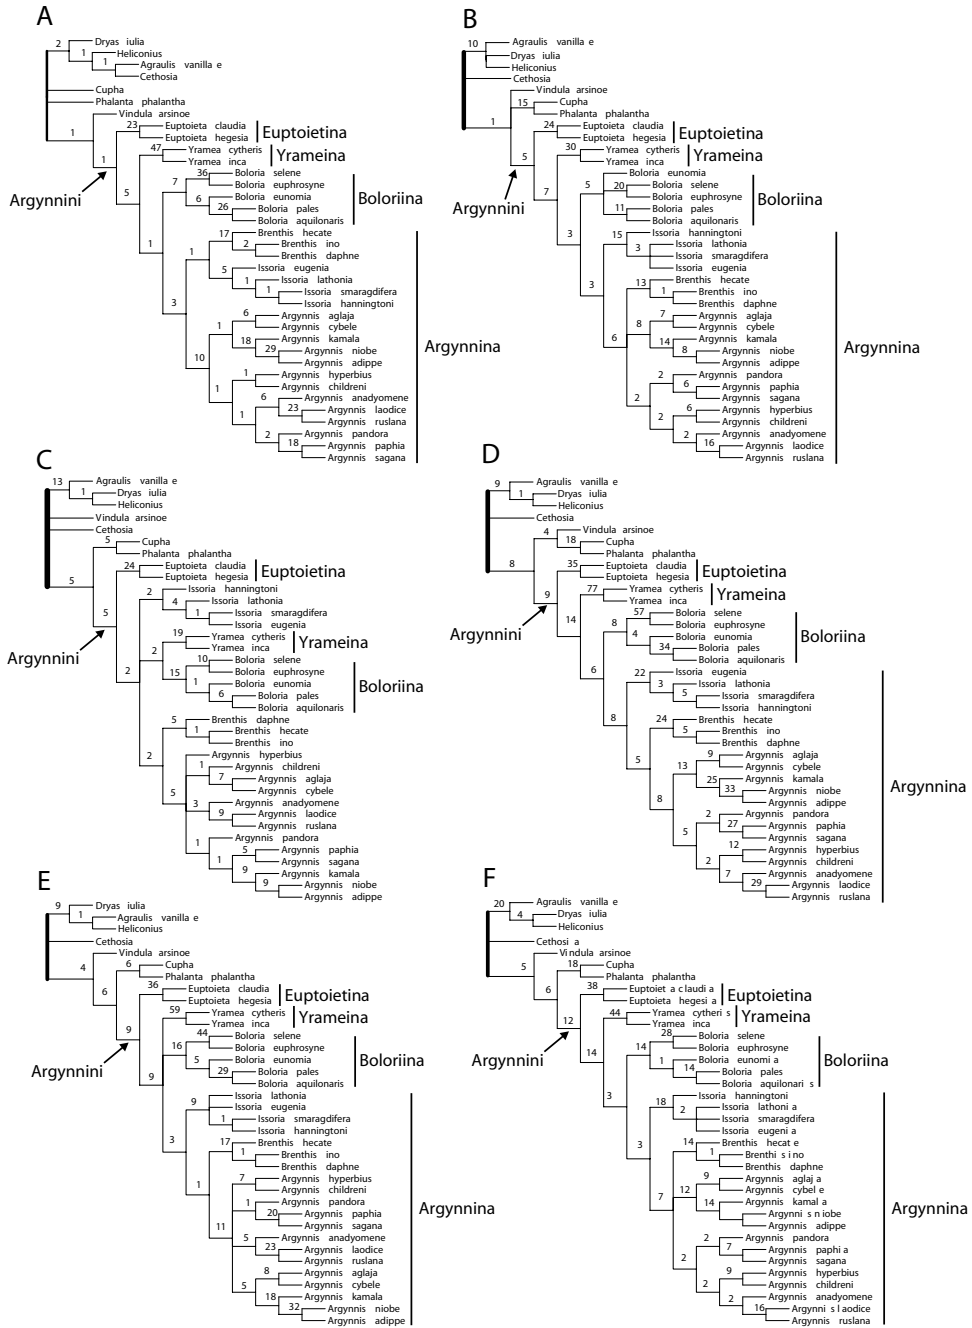 A
2
Dryas iulia
1
Heliconius
1
Agraulis vanilla e
Cethosia
Cupha
Phalanta phalantha
1
Vindula arsinoe
23
Euptoieta claudia
Euptoieta hegesia
Euptoietina
1
Argynnini
47
Yramea cytheris
Yramea inca
Yrameina
5
36
Boloria selene
7
Boloria euphrosyne
6
Boloria eunomia
26
Boloria pales
Boloria aquilonaris
Boloriina
1
17
Brenthis hecate
2
Brenthis ino
1
Brenthis daphne
5
Issoria eugenia
1
Issoria lathonia
1
Issoria smaragdifera
Issoria hanningtoni
3
6
Argynnis aglaja
1
Argynnis cybele
18
Argynnis kamala
29
Argynnis niobe
Argynnis adippe
10
1
Argynnis hyperbius
Argynnis childreni
1
6
Argynnis anadyomene
23
Argynnis laodice
1
Argynnis ruslana
2
Argynnis pandora
18
Argynnis paphia
Argynnis sagana
Argynnina
B
10
Agraulis vanilla e
Dryas iulia
Heliconius
Cethosia
Vindula arsinoe
15
Cupha
Phalanta phalantha
1
24
Euptoieta claudia
Euptoieta hegesia
Euptoietina
5
Argynnini
30
Yramea cytheris
Yramea inca
Yrameina
7
Boloria eunomia
5
20
Boloria selene
Boloria euphrosyne
11
Boloria pales
Boloria aquilonaris
Boloriina
3
15
Issoria hanningtoni
3
Issoria lathonia
Issoria smaragdifera
Issoria eugenia
3
13
Brenthis hecate
1
Brenthis ino
Brenthis daphne
7
Argynnis aglaja
8
Argynnis cybele
14
Argynnis kamala
8
Argynnis niobe
Argynnis adippe
6
2
Argynnis pandora
6
Argynnis paphia
Argynnis sagana
2
6
Argynnis hyperbius
2
Argynnis childreni
2
Argynnis anadyomene
16
Argynnis laodice
Argynnis ruslana
Argynnina
C
13
Agraulis vanilla e
1
Dryas iulia
Heliconius
Vindula arsinoe
Cethosia
5
Cupha
Phalanta phalantha
5
24
Euptoieta claudia
Euptoieta hegesia
Euptoietina
5
Argynnini
2
Issoria hanningtoni
4
Issoria lathonia
1
Issoria smaragdifera
Issoria eugenia
19
Yramea cytheris
2
Yramea inca
Yrameina
10
Boloria selene
15
Boloria euphrosyne
1
Boloria eunomia
6
Boloria pales
Boloria aquilonaris
Boloriina
2
5
Brenthis daphne
1
Brenthis hecate
Brenthis ino
2
Argynnis hyperbius
1
Argynnis childreni
7
Argynnis aglaja
Argynnis cybele
5
3
Argynnis anadyomene
9
Argynnis laodice
Argynnis ruslana
1
Argynnis pandora
5
Argynnis paphia
1
Argynnis sagana
9
Argynnis kamala
9
Argynnis niobe
Argynnis adippe
D
9
Agraulis vanilla e
1
Dryas iulia
Heliconius
Cethosia
4
Vindula arsinoe
18
Cupha
Phalanta phalantha
8
35
Euptoieta claudia
Euptoieta hegesia
Euptoietina
9
Argynnini
77
Yramea cytheris
Yramea inca
Yrameina
14
57
Boloria selene
8
Boloria euphrosyne
4
Boloria eunomia
34
Boloria pales
Boloria aquilonaris
Boloriina
6
22
Issoria eugenia
3
Issoria lathonia
5
Issoria smaragdifera
Issoria hanningtoni
8
24
Brenthis hecate
5
Brenthis ino
Brenthis daphne
5
9
Argynnis aglaja
13
Argynnis cybele
25
Argynnis kamala
33
Argynnis niobe
Argynnis adippe
8
2
Argynnis pandora
27
Argynnis paphia
Argynnis sagana
5
12
Argynnis hyperbius
2
Argynnis childreni
7
Argynnis anadyomene
29
Argynnis laodice
Argynnis ruslana
Argynnina
E
9
Dryas iulia
1
Agraulis vanilla e
Heliconius
Cethosia
Vindula arsinoe
4
6
Cupha
Phalanta phalantha
6
36
Euptoieta claudia
Euptoieta hegesia
Euptoietina
9
Argynnini
59
Yramea cytheris
Yramea inca
Yrameina
44
Boloria selene
16
Boloria euphrosyne
5
Boloria eunomia
29
Boloria pales
Boloria aquilonaris
Boloriina
9
9
Issoria lathonia
Issoria eugenia
1
Issoria smaragdifera
Issoria hanningtoni
3
17
Brenthis hecate
1
Brenthis ino
Brenthis daphne
1
7
Argynnis hyperbius
Argynnis childreni
1
Argynnis pandora
20
Argynnis paphia
Argynnis sagana
11
5
Argynnis anadyomene
23
Argynnis laodice
Argynnis ruslana
8
Argynnis aglaja
5
Argynnis cybele
18
Argynnis kamala
32
Argynnis niobe
Argynnis adippe
Argynnina
F
20
Agraulis vanilla e
4
Dryas iulia
Heliconius
Cethosi a
Vindula arsinoe
5
18
Cupha
Phalanta phalantha
6
38
Euptoiet a c laudi a
Euptoieta hegesi a
Euptoietina
12
Argynnini
44
Yramea cytheri s
Yramea inca
Yrameina
14
28
Boloria selene
14
Boloria euphrosyne
1
Boloria eunomi a
14
Boloria pales
Boloria aquilonari s
Boloriina
3
18
Issoria hanningtoni
2
Issoria lathoni a
Issoria smaragdifera
Issoria eugeni a
3
14
Brenthis hecat e
1
Brenthi s i no
Brenthis daphne
9
Argynnis aglaj a
12
Argynnis cybel e
14
Argynnis kamal a
Argynni s n iobe
Argynnis adippe
7
2
Argynnis pandora
7
Argynnis paphi a
Argynnis sagana
2
9
Argynnis hyperbius
2
Argynnis childreni
2
Argynnis anadyomene
16
Argynni s l aodice
Argynnis ruslana
Argynnina